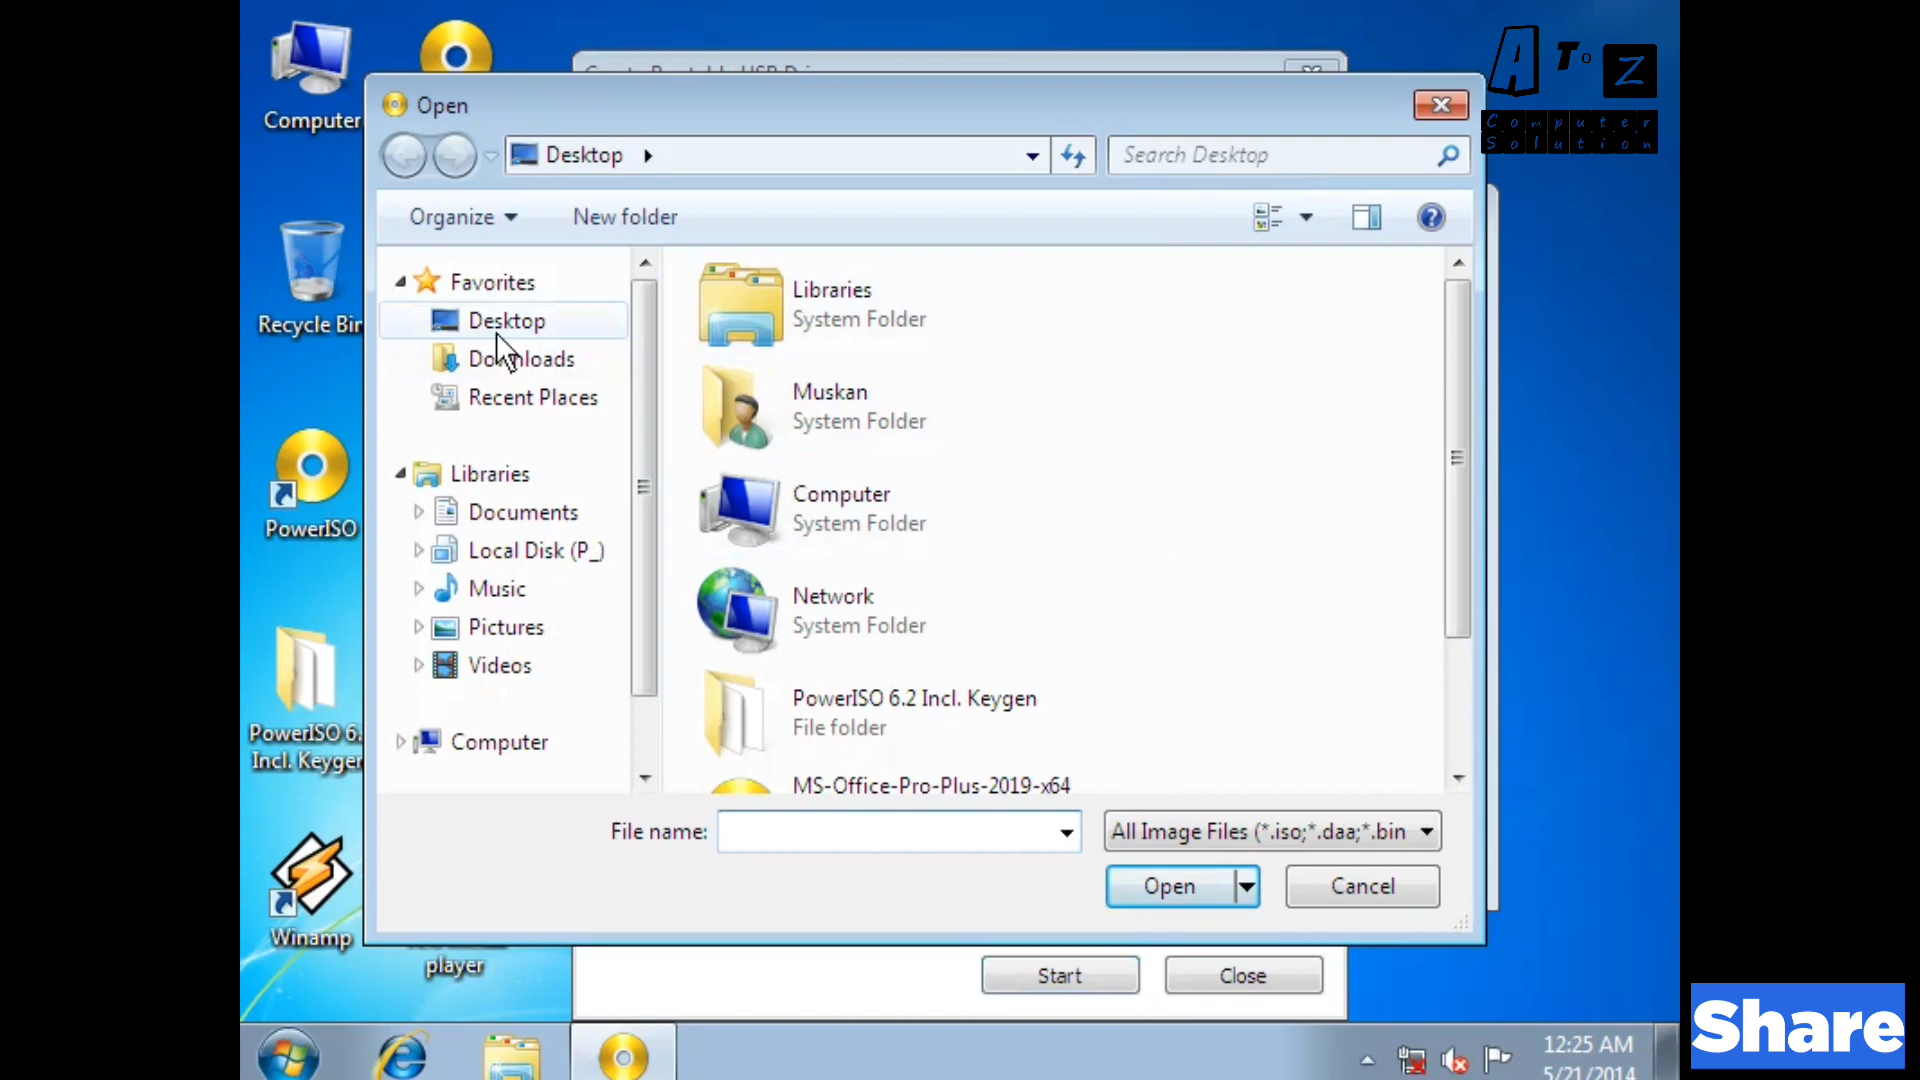 Computer
Recycle Bin
PowerISO
PowerISO 6.
Incl. Keygen
Winamp
player
Open
Desktop
Search Desktop
Organize
New folder
Favorites
Desktop
Downloads
Recent Places
Libraries
Documents
Local Disk (P_)
Music
Pictures
Videos
Computer
Libraries
System Folder
Muskan
System Folder
Computer
System Folder
Network
System Folder
PowerISO 6.2 Incl. Keygen
File folder
MS-Office-Pro-Plus-2019-x64
File name:
All Image Files (*.iso;*.daa;*.bin
Open
Cancel
Start
Close
12:25 AM
5/21/2014
A To Z
Computer
Solution
Share